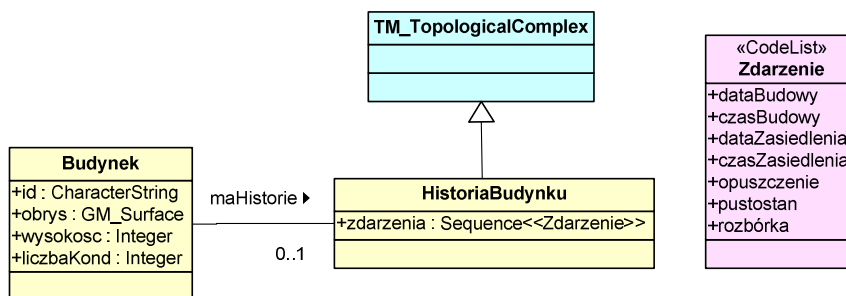 TM_TopologicalComplex
«CodeList»
Zdarzenie
+dataBudowy
+czasBudowy
+dataZasiedlenia
+czasZasiedlenia
+opuszczenie
+pustostan
+rozbórka
Budynek
+id : CharacterString
+obrys : GM_Surface
+wysokosc : Integer
+liczbaKond : Integer
maHistorie
0..1
HistoriaBudynku
+zdarzenia : Sequence<<Zdarzenie>>